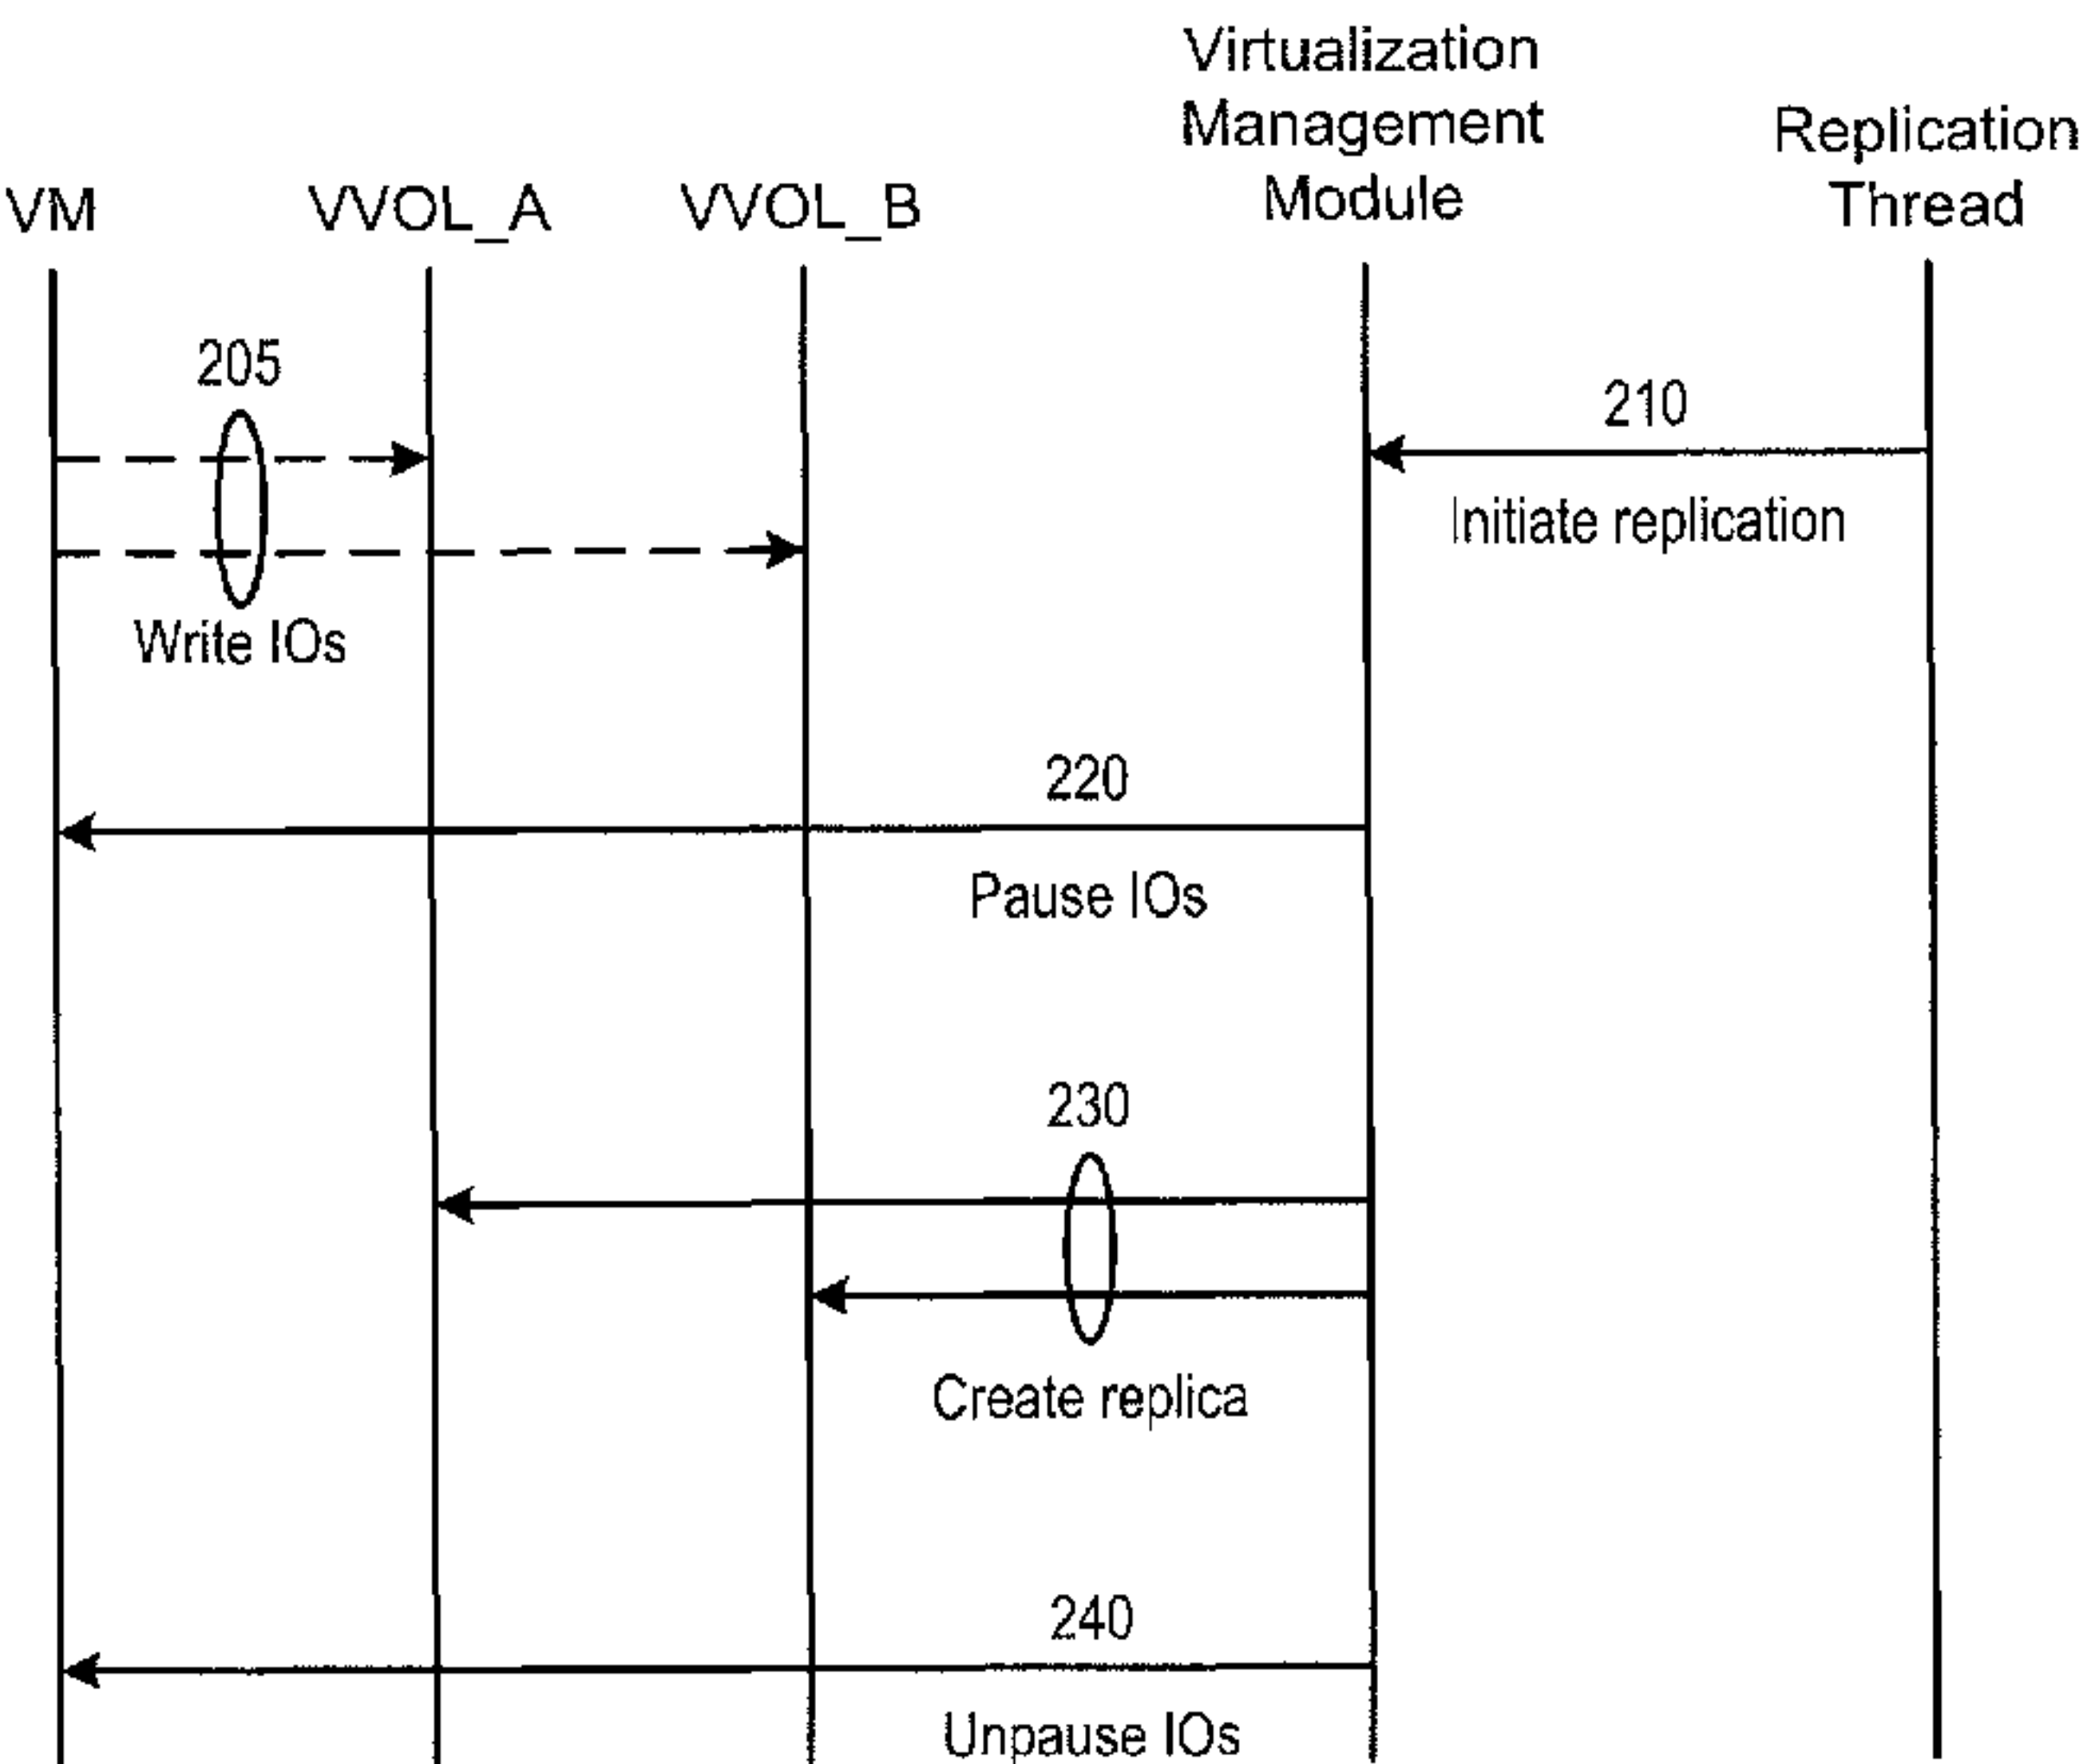 Virtualization
Management
Module
Replication
Thread
VM
VVOL_A
VVOL_B
205
Write IOs
210
Initiate replication
220
Pause IOs
230
Create replica
240
Unpause IOs